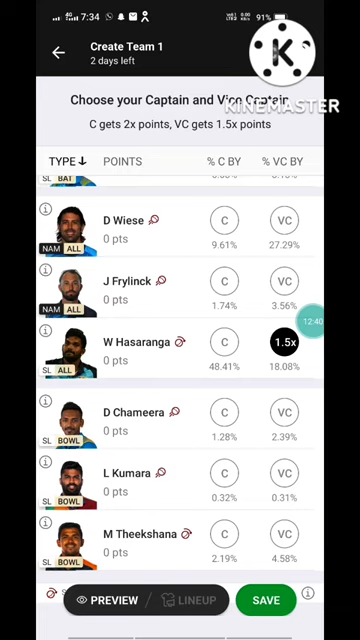 4G 7:34 91%
Create Team 1
2 days left
KINEMASTER
Choose your Captain and Vice Captain
C gets 2x points, VC gets 1.5x points
TYPE↓ POINTS % C BY % VC BY
SL BAT
D Wiese
0 pts
C VC
NAM ALL
9.61% 27.29%
J Frylinck
0 pts
C VC
NAM ALL
1.74% 3.56%
12:40
W Hasaranga
0 pts
C 1.5x
SL ALL
48.41% 18.08%
D Chameera
0 pts
C VC
SL BOWL
1.28% 2.39%
L Kumara
0 pts
C VC
SL BOWL
0.32% 0.31%
M Theekshana
0 pts
C VC
SL BOWL
2.19% 4.58%
PREVIEW / LINEUP SAVE